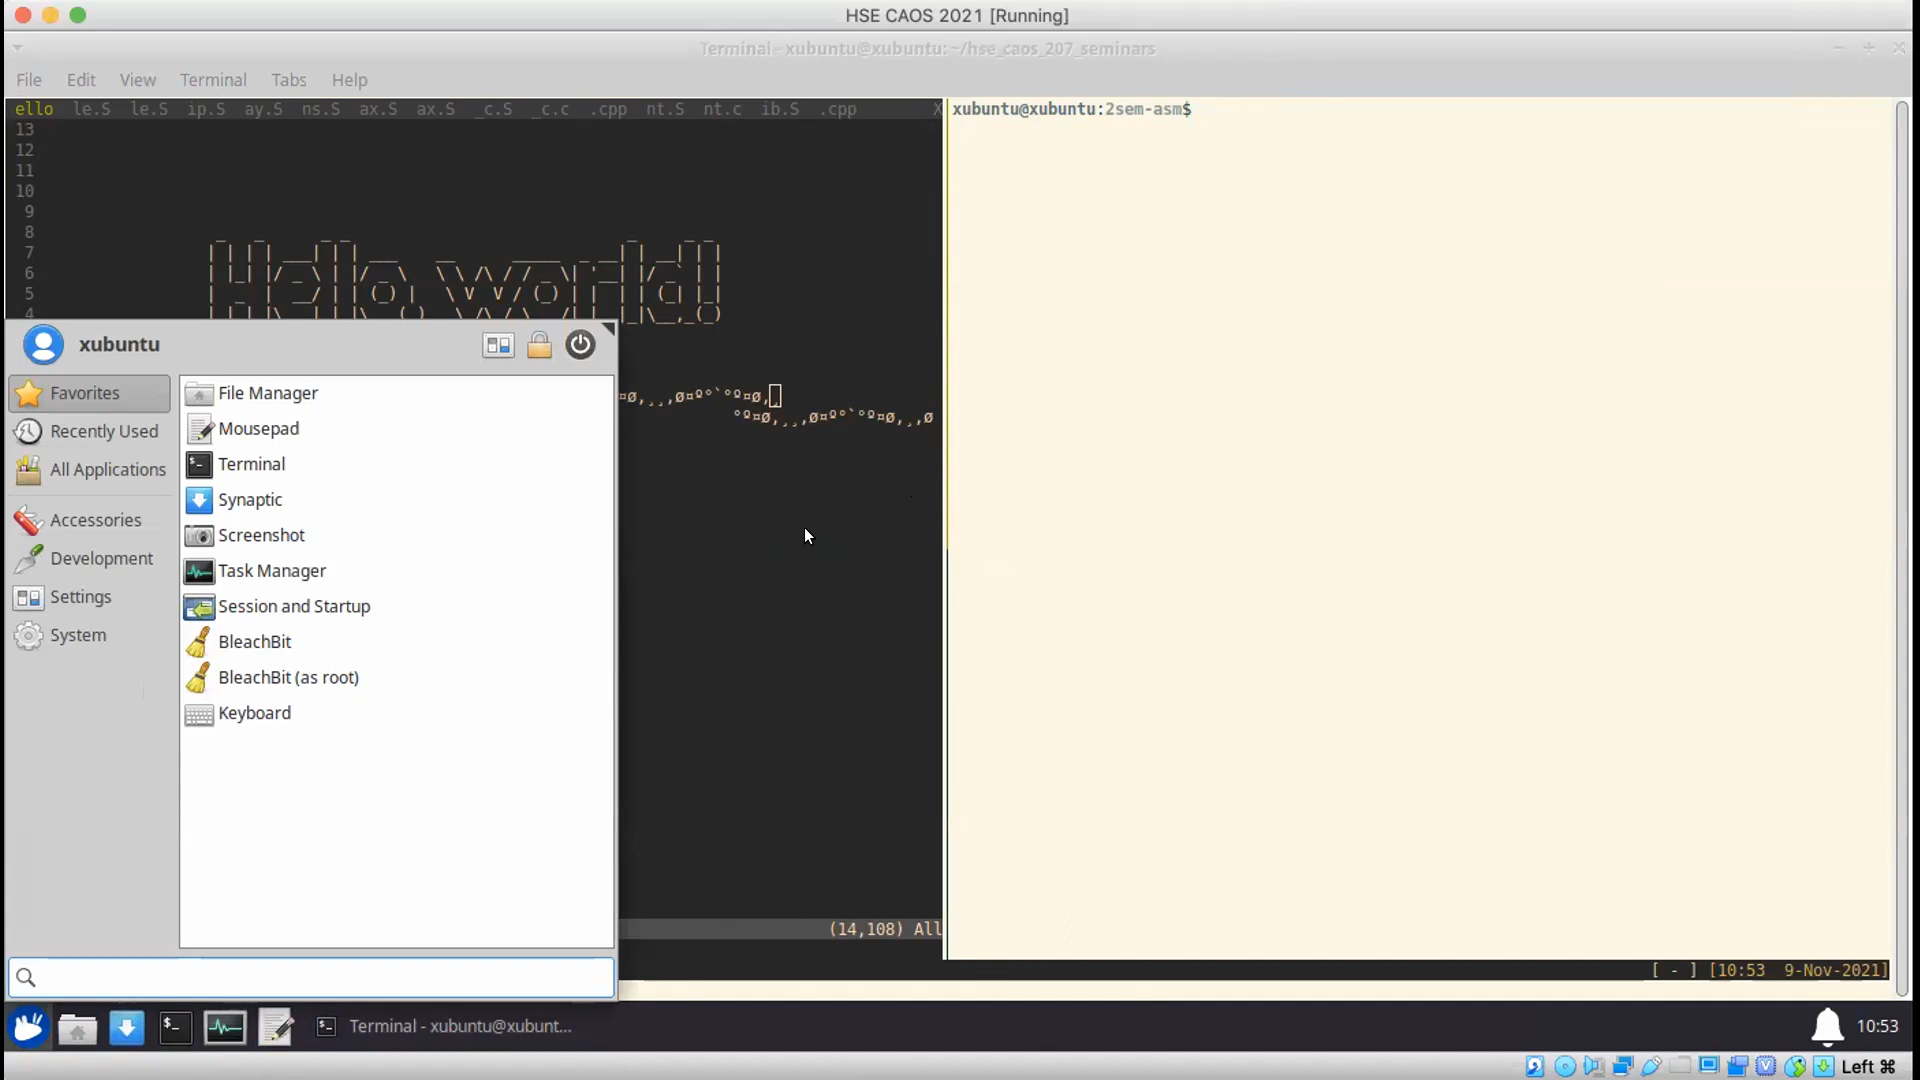 HSE CAOS 2021 [Running]
Terminal - xubuntu@xubuntu: ~/hse_caos_207_seminars
File Edit View Terminal Tabs Help
ello le.S le.S ip.S ay.S ns.S ax.S ax.S _c.S _c.c .cpp nt.S nt.c ib.S .cpp X
xubuntu@xubuntu:2sem-asm$
13
12
11
10
9
8
7
6
5
4
Hello, world!
xubuntu
Favorites
Recently Used
All Applications
Accessories
Development
Settings
System
File Manager
Mousepad
Terminal
Synaptic
Screenshot
Task Manager
Session and Startup
BleachBit
BleachBit (as root)
Keyboard
¤ø,¸¸,ø¤º°`°º¤ø,
°º¤ø,¸¸,ø¤º°`°º¤ø,¸,ø
(14,108) All
[ - ] [10:53 9-Nov-2021]
Terminal - xubuntu@xubunt...
10:53
Left ⌘